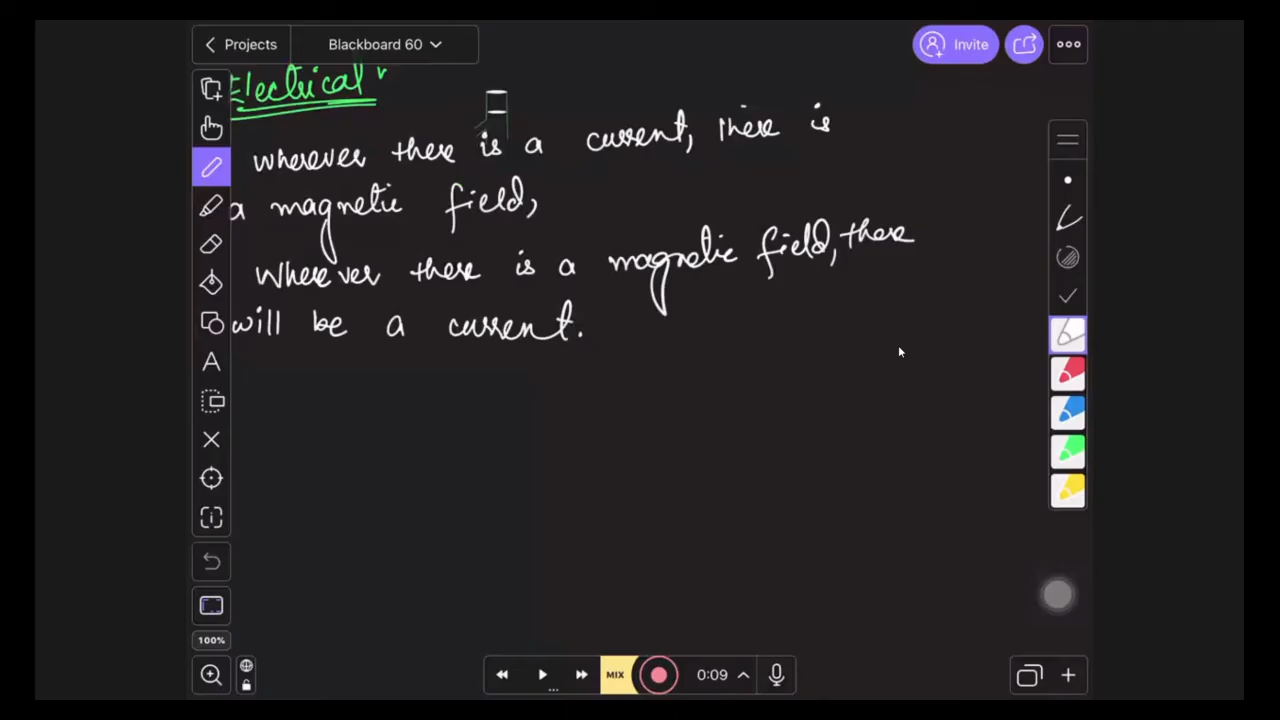 Projects
Blackboard 60
Invite
Electrical
wherever there is a current, there is
a magnetic field,
Wherever there is a magnetic field, there
will be a current.
A
100%
MIX
0:09